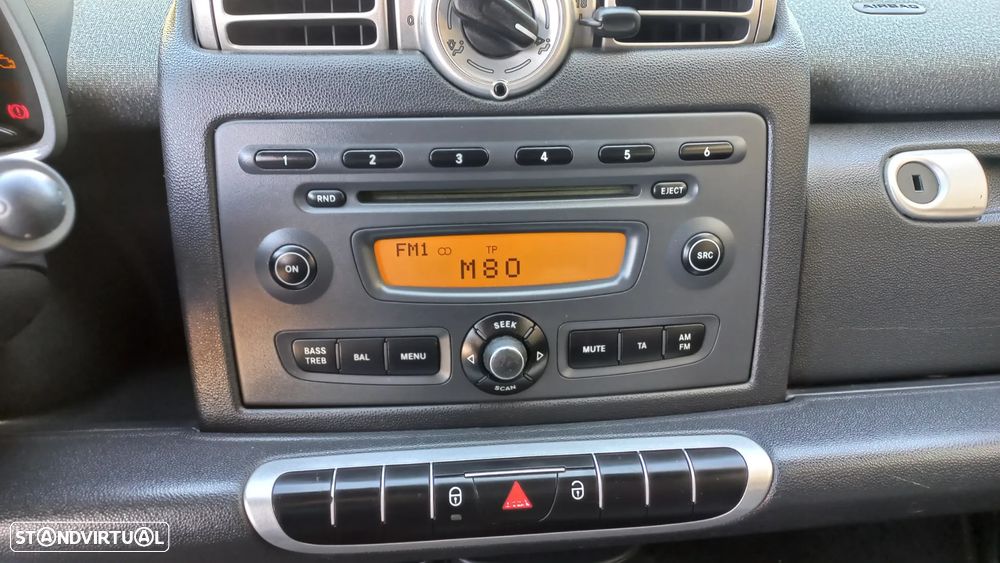 0
AIRBAG
1 2 3 4 5 6
RND EJECT
FM1 TP
M80
ON SRC
SEEK
BASS TREB BAL MENU
MUTE TA AM FM
SCAN
STANDVIRTUAL